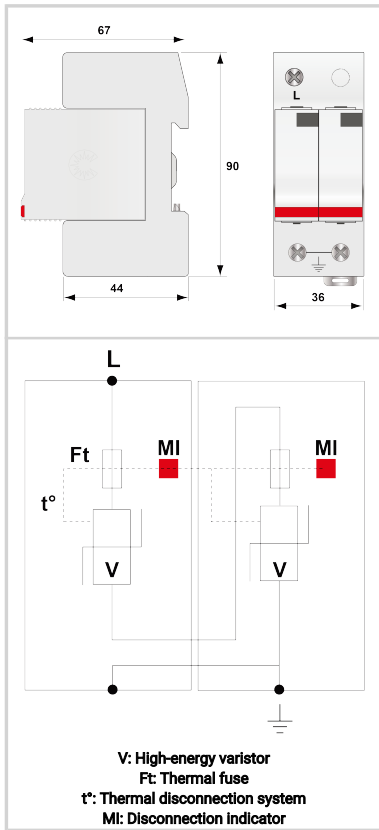 67
L
90
44
36
L
Ft
MI
MI
t°
V
V
V: High-energy varistor
Ft: Thermal fuse
t°: Thermal disconnection system
MI: Disconnection indicator